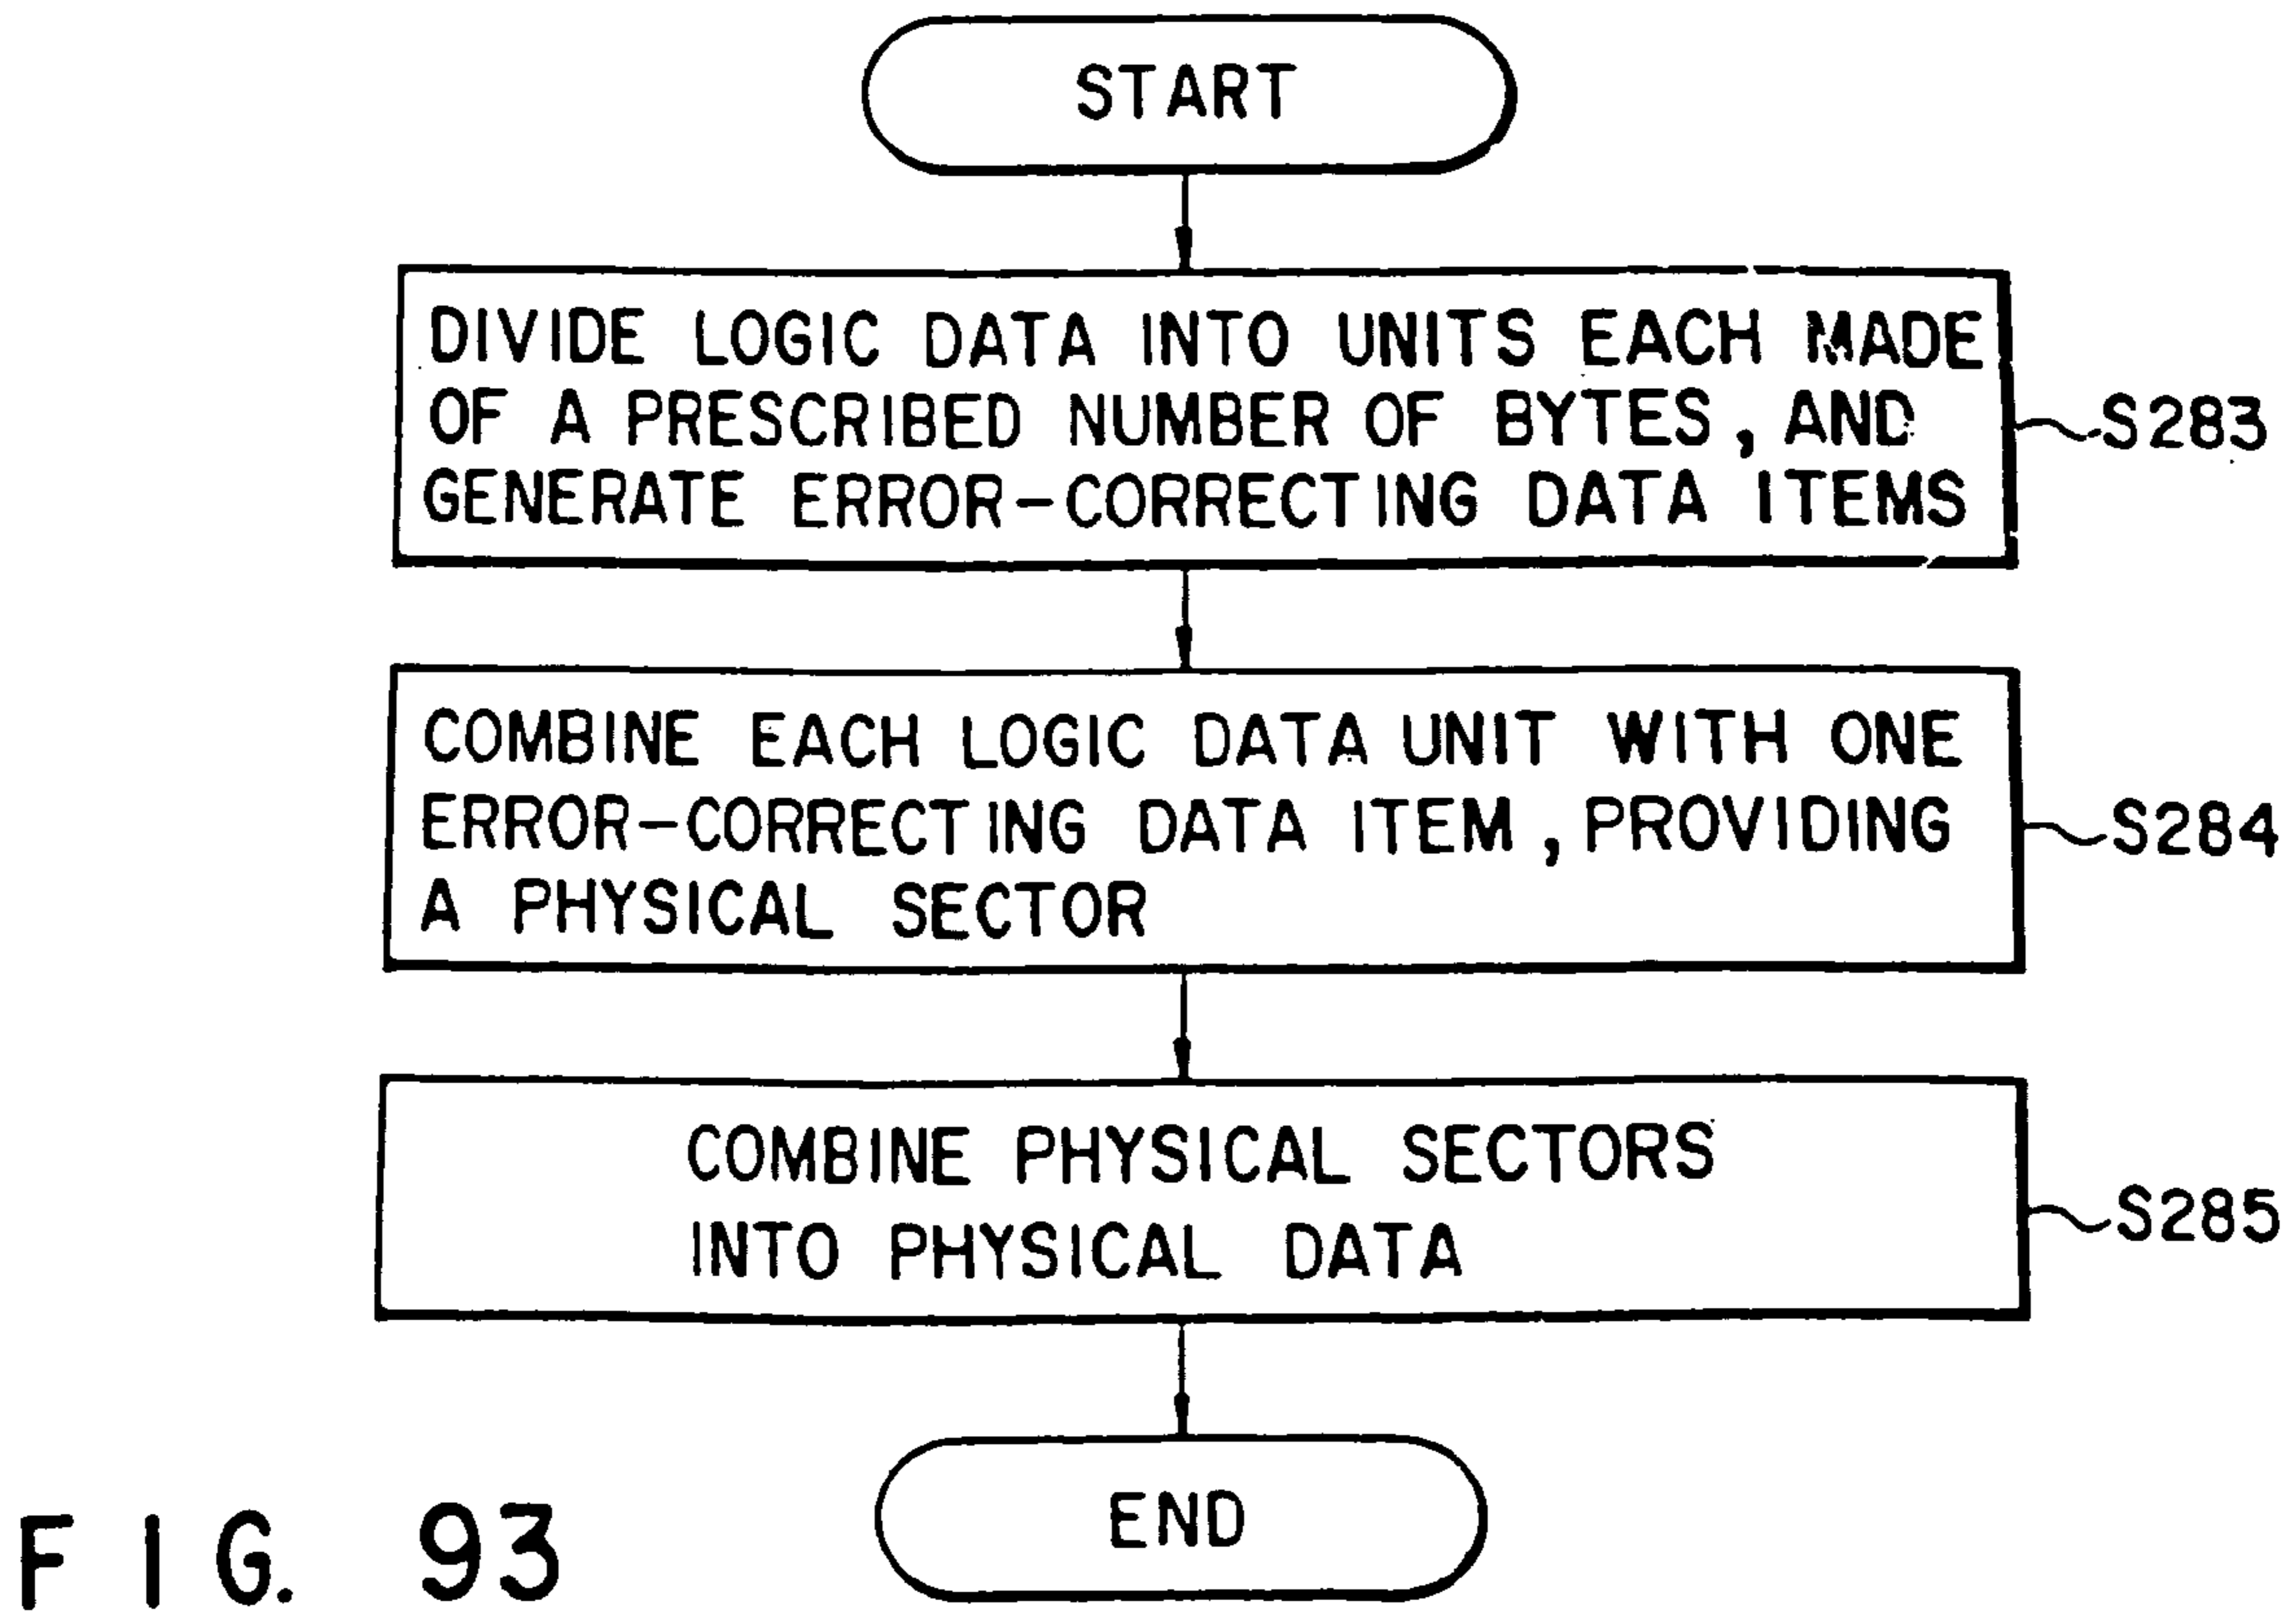 START
DIVIDE LOGIC DATA INTO UNITS EACH MADE
OF A PRESCRIBED NUMBER OF BYTES, AND
GENERATE ERROR-CORRECTING DATA ITEMS
S283
COMBINE EACH LOGIC DATA UNIT WITH ONE
ERROR-CORRECTING DATA ITEM, PROVIDING
A PHYSICAL SECTOR
S284
COMBINE PHYSICAL SECTORS
INTO PHYSICAL DATA
S285
END
FIG. 93